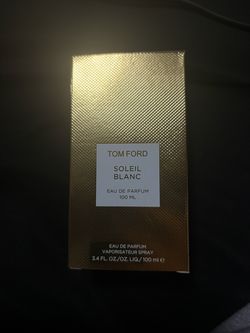 TOM FORD
SOLEIL
BLANC
EAU DE PARFUM
100 ML
EAU DE PARFUM
VAPORISATEUR SPRAY
3.4 FL. OZ./OZ. LIQ./100 ml ℮